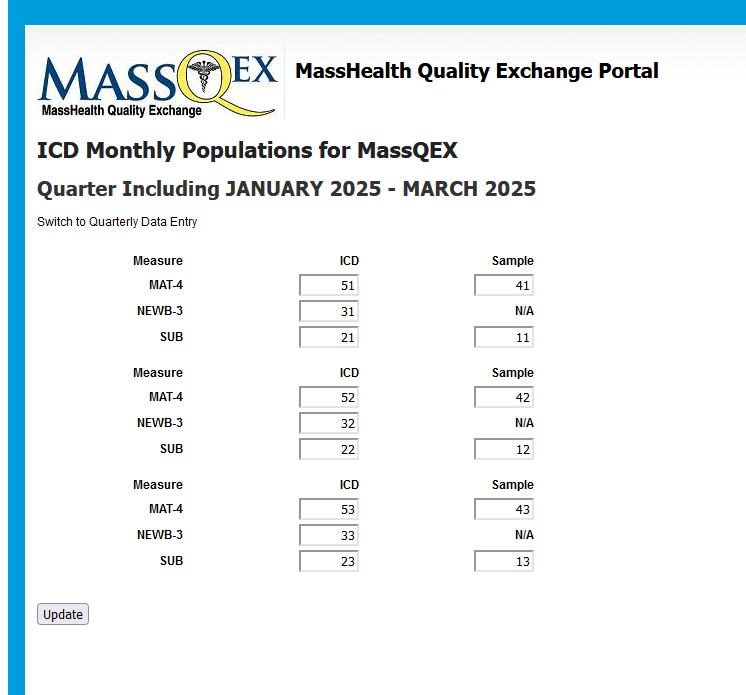 MASSQEX
MassHealth Quality Exchange
MassHealth Quality Exchange Portal
ICD Monthly Populations for MassQEX
Quarter Including JANUARY 2025 - MARCH 2025
Switch to Quarterly Data Entry
Measure ICD Sample
MAT-4 51 41
NEWB-3 31 N/A
SUB 21 11
Measure ICD Sample
MAT-4 52 42
NEWB-3 32 N/A
SUB 22 12
Measure ICD Sample
MAT-4 53 43
NEWB-3 33 N/A
SUB 23 13
Update